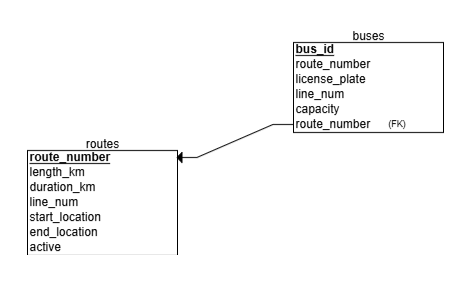 buses
bus_id
route_number
license_plate
line_num
capacity
route_number (FK)
routes
route_number
length_km
duration_km
line_num
start_location
end_location
active